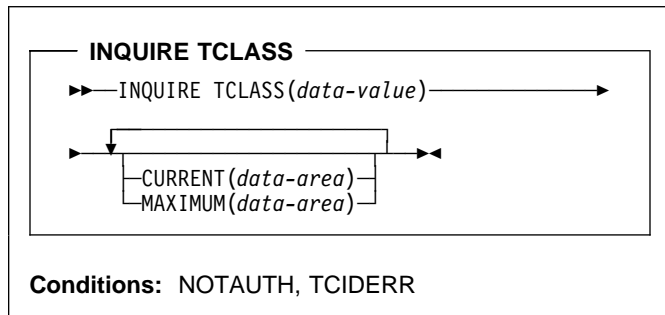 INQUIRE TCLASS
INQUIRE TCLASS(data-value)
CURRENT(data-area)
MAXIMUM(data-area)
Conditions: NOTAUTH, TCIDERR